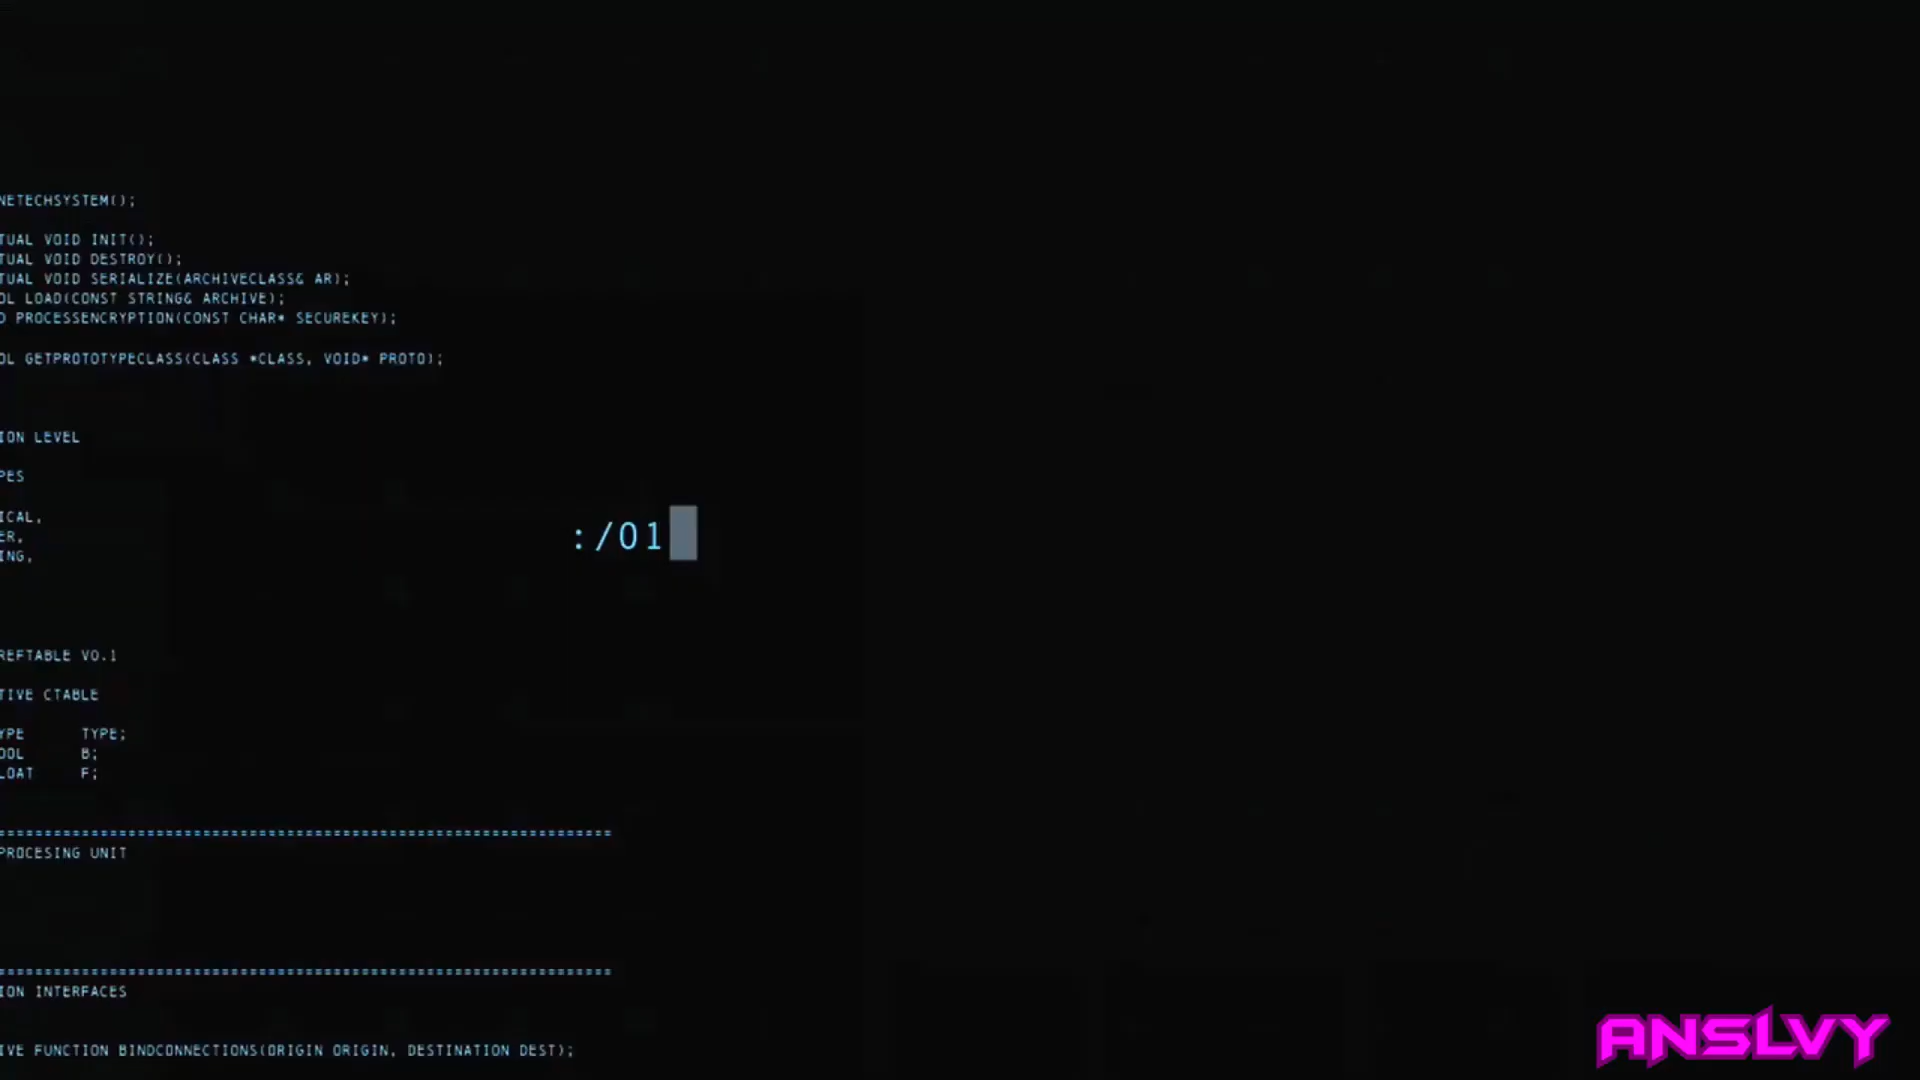 NETECHSYSTEM();
TUAL VOID INIT();
TUAL VOID DESTROY();
TUAL VOID SERIALIZE(ARCHIVECLASS& AR);
OL LOAD(CONST STRING& ARCHIVE);
D PROCESSENCRYPTION(CONST CHAR* SECUREKEY);
OL GETPROTOTYPECLASS(CLASS *CLASS, VOID* PROTO);
ION LEVEL
PES
ICAL,
ER,
ING,
:/01
REFTABLE V0.1
TIVE CTABLE
YPE TYPE;
OOL B;
LOAT F;
PROCESING UNIT
ION INTERFACES
IVE FUNCTION BINDCONNECTIONS(ORIGIN ORIGIN, DESTINATION DEST);
ANSLVY